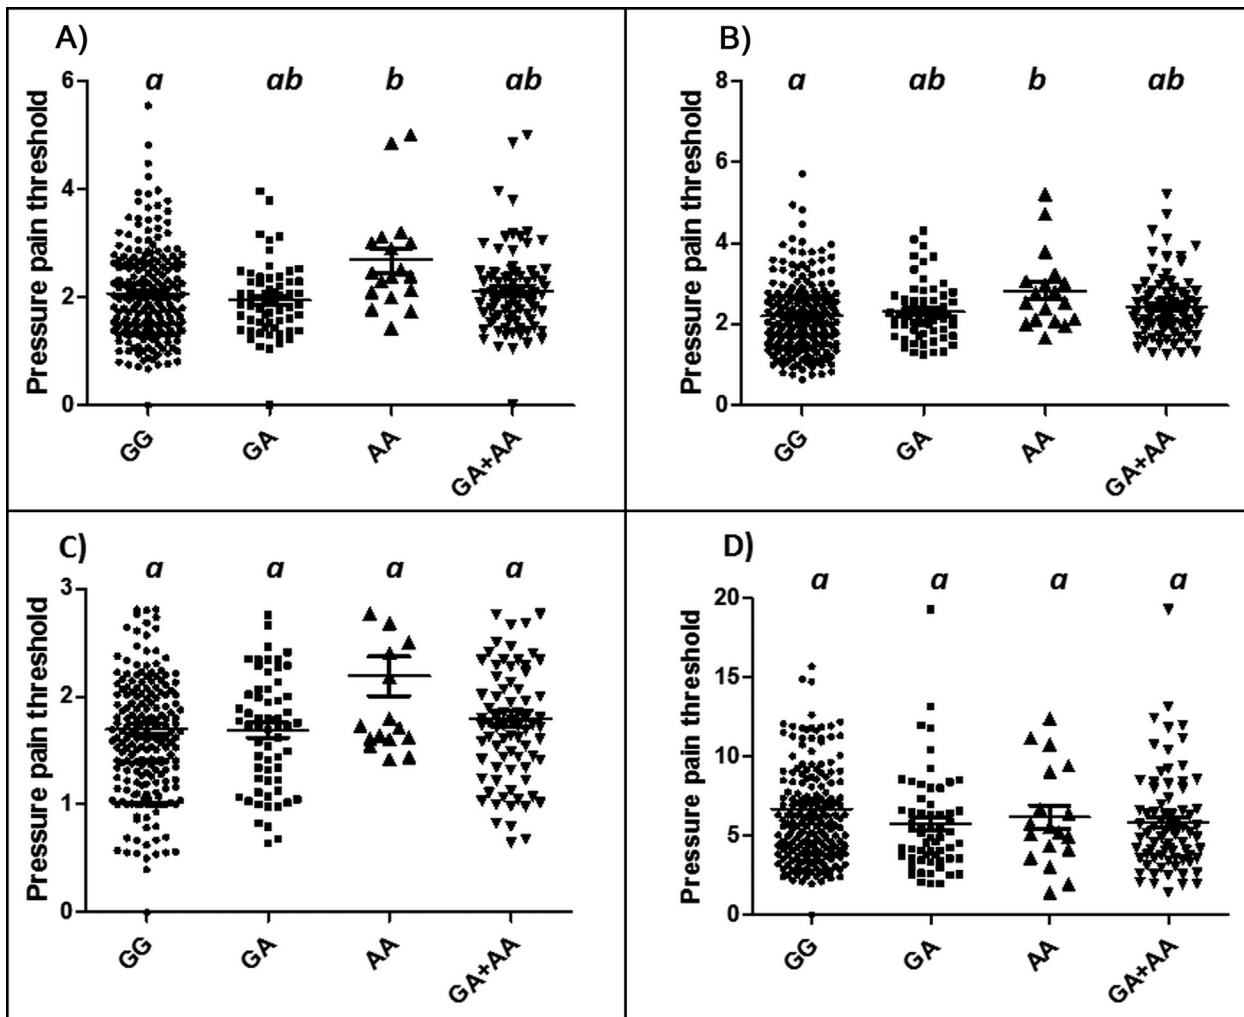 A)
a ab b ab
Pressure pain threshold
6
4
2
0
GG GA AA GA+AA
B)
a ab b ab
Pressure pain threshold
8
6
4
2
0
GG GA AA GA+AA
C)
a a a a
Pressure pain threshold
3
2
1
0
GG GA AA GA+AA
D)
a a a a
Pressure pain threshold
20
15
10
5
0
GG GA AA GA+AA